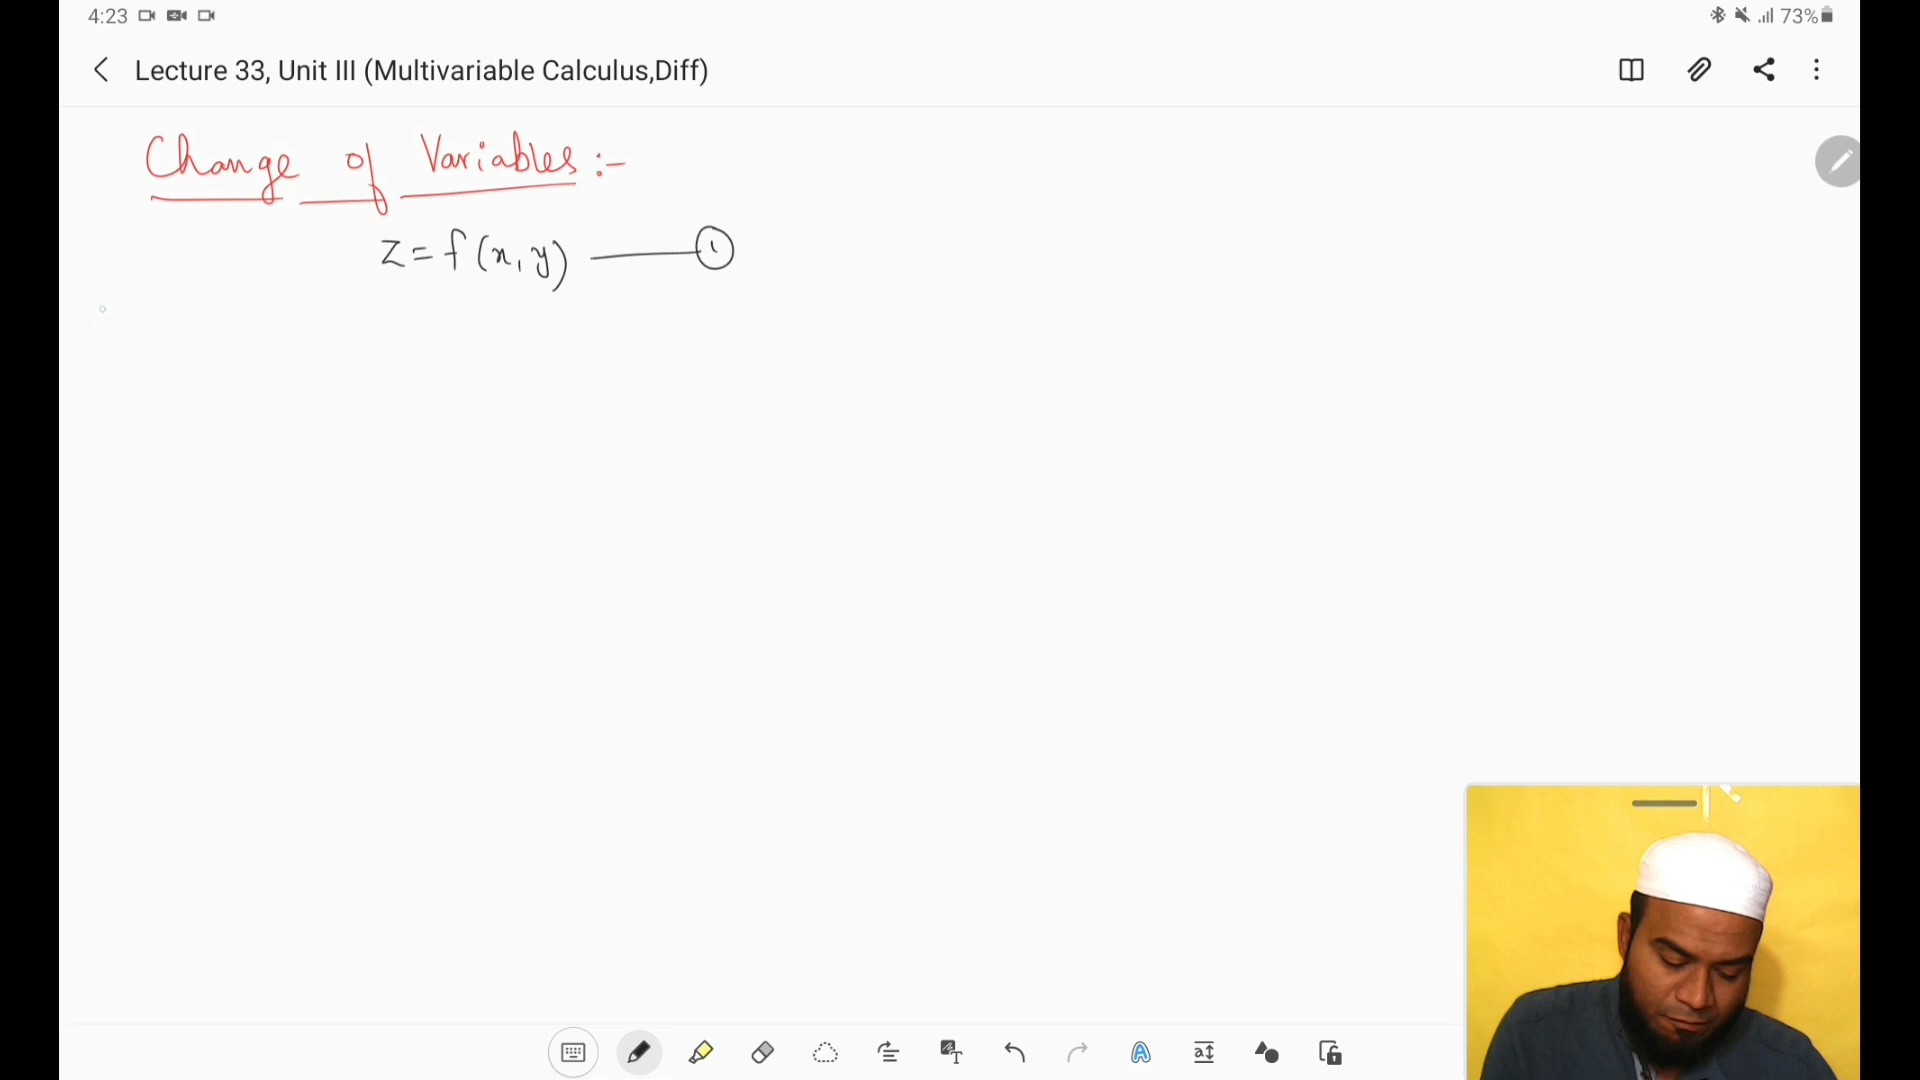 4:23 73%
Lecture 33, Unit III (Multivariable Calculus,Diff)
Change of Variables :-
z = f (x, y) ——— ①